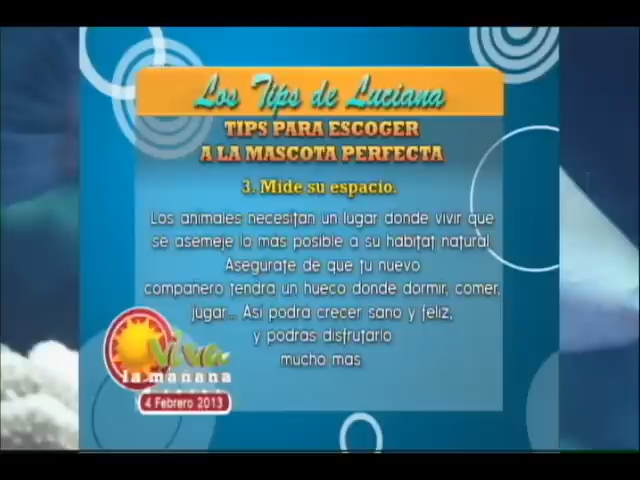 Los Tips de Luciana
TIPS PARA ESCOGER
A LA MASCOTA PERFECTA
3. Mide su espacio.
Los animales necesitan un lugar donde vivir que
se asemeje lo mas posible a su habitat natural
Asegurate de que tu nuevo
compañero tendra un hueco donde dormir, comer,
jugar... Asi podra crecer sano y feliz,
y podras disfrutarlo
mucho mas
viva
la mañana
4 Febrero 2013